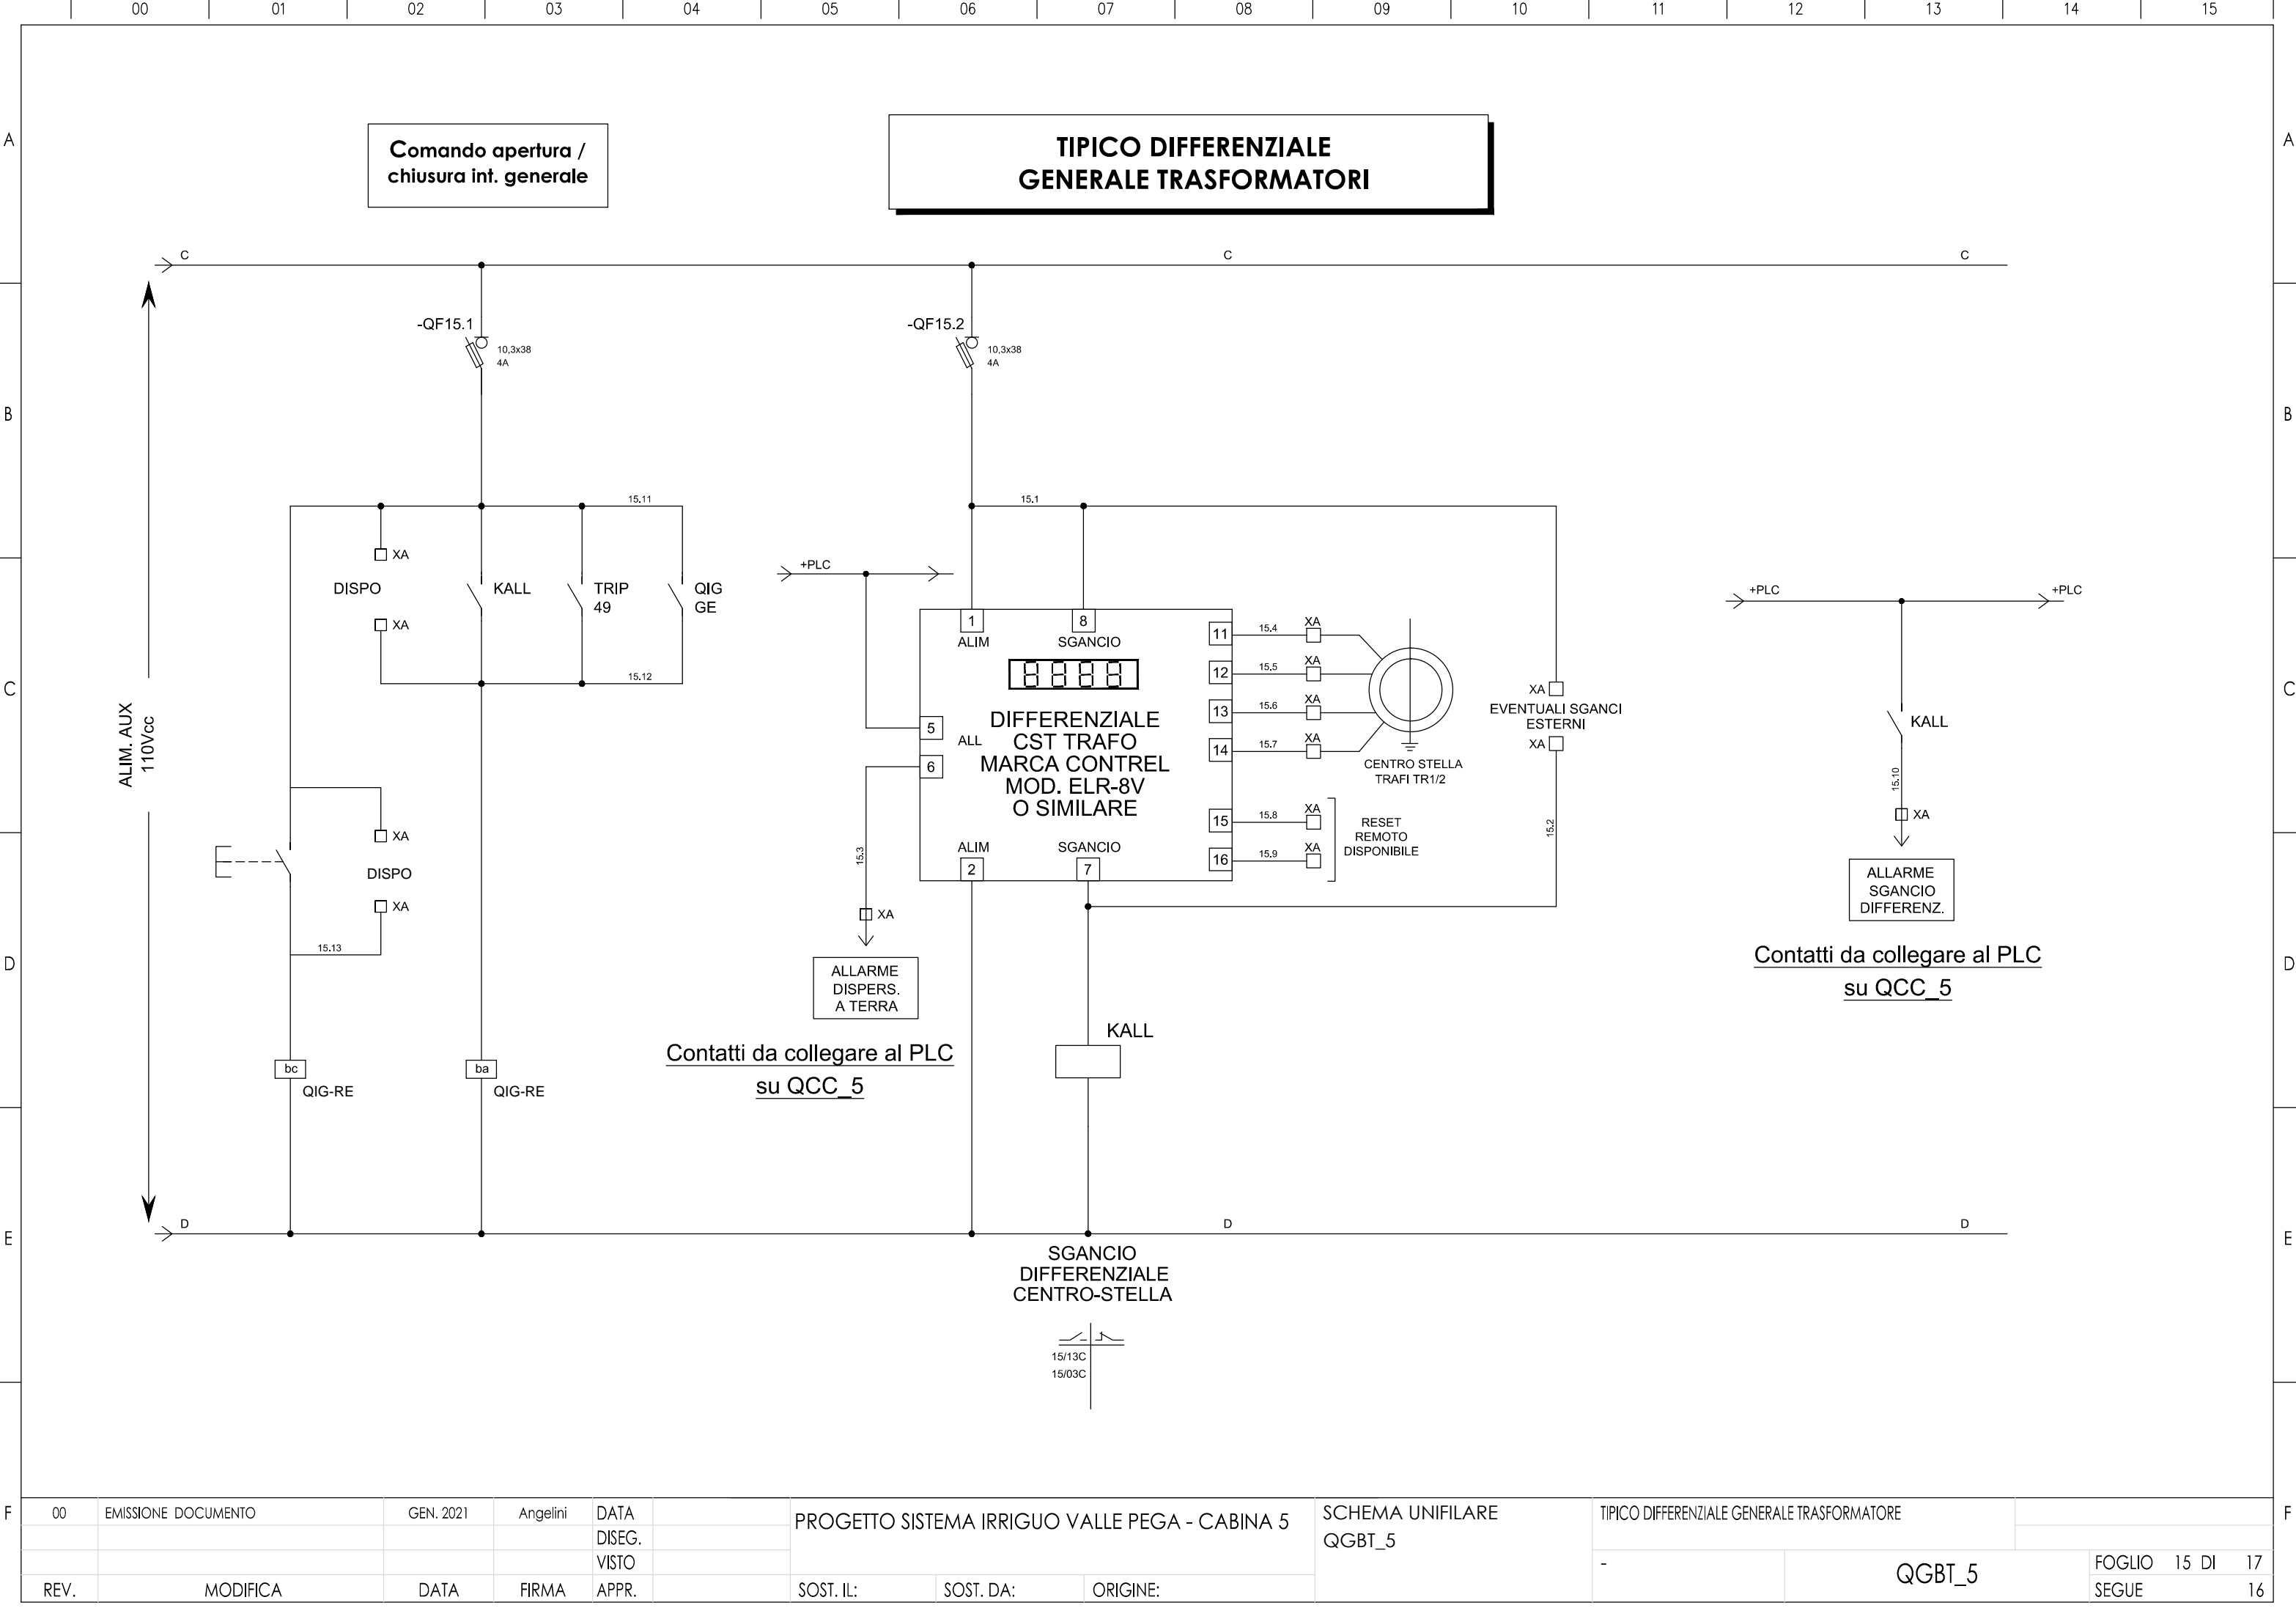 00 01 02 03 04 05 06 07 08 09 10 11 12 13 14 15
A
A
Comando apertura /
chiusura int. generale
TIPICO DIFFERENZIALE
GENERALE TRASFORMATORI
C
C
C
-QF15.1
10,3x38
4A
-QF15.2
10,3x38
4A
B
B
15.11
15.1
XA
DISPO
XA
KALL
TRIP
49
QIG
GE
15.12
+PLC
+PLC
+PLC
1
ALIM
8
SGANCIO
8888
DIFFERENZIALE
CST TRAFO
MARCA CONTREL
MOD. ELR-8V
O SIMILARE
5
ALL
6
ALIM
2
SGANCIO
7
11
15.4
XA
12
15.5
XA
13
15.6
XA
14
15.7
XA
15
15.8
XA
16
15.9
XA
CENTRO STELLA
TRAFI TR1/2
RESET
REMOTO
DISPONIBILE
XA
EVENTUALI SGANCI
ESTERNI
XA
15.2
KALL
15.10
XA
ALLARME
SGANCIO
DIFFERENZ.
Contatti da collegare al PLC
su QCC_5
C
C
ALIM. AUX
110Vcc
XA
DISPO
XA
15.13
15.3
XA
ALLARME
DISPERS.
A TERRA
Contatti da collegare al PLC
su QCC_5
D
D
KALL
bc
QIG-RE
ba
QIG-RE
D
D
D
E
E
SGANCIO
DIFFERENZIALE
CENTRO-STELLA
15/13C
15/03C
F
F
00 EMISSIONE DOCUMENTO GEN. 2021 Angelini DATA
DISEG.
VISTO
REV. MODIFICA DATA FIRMA APPR.
PROGETTO SISTEMA IRRIGUO VALLE PEGA - CABINA 5
SOST. IL: SOST. DA: ORIGINE:
SCHEMA UNIFILARE
QGBT_5
TIPICO DIFFERENZIALE GENERALE TRASFORMATORE
-
QGBT_5
FOGLIO 15 DI 17
SEGUE 16